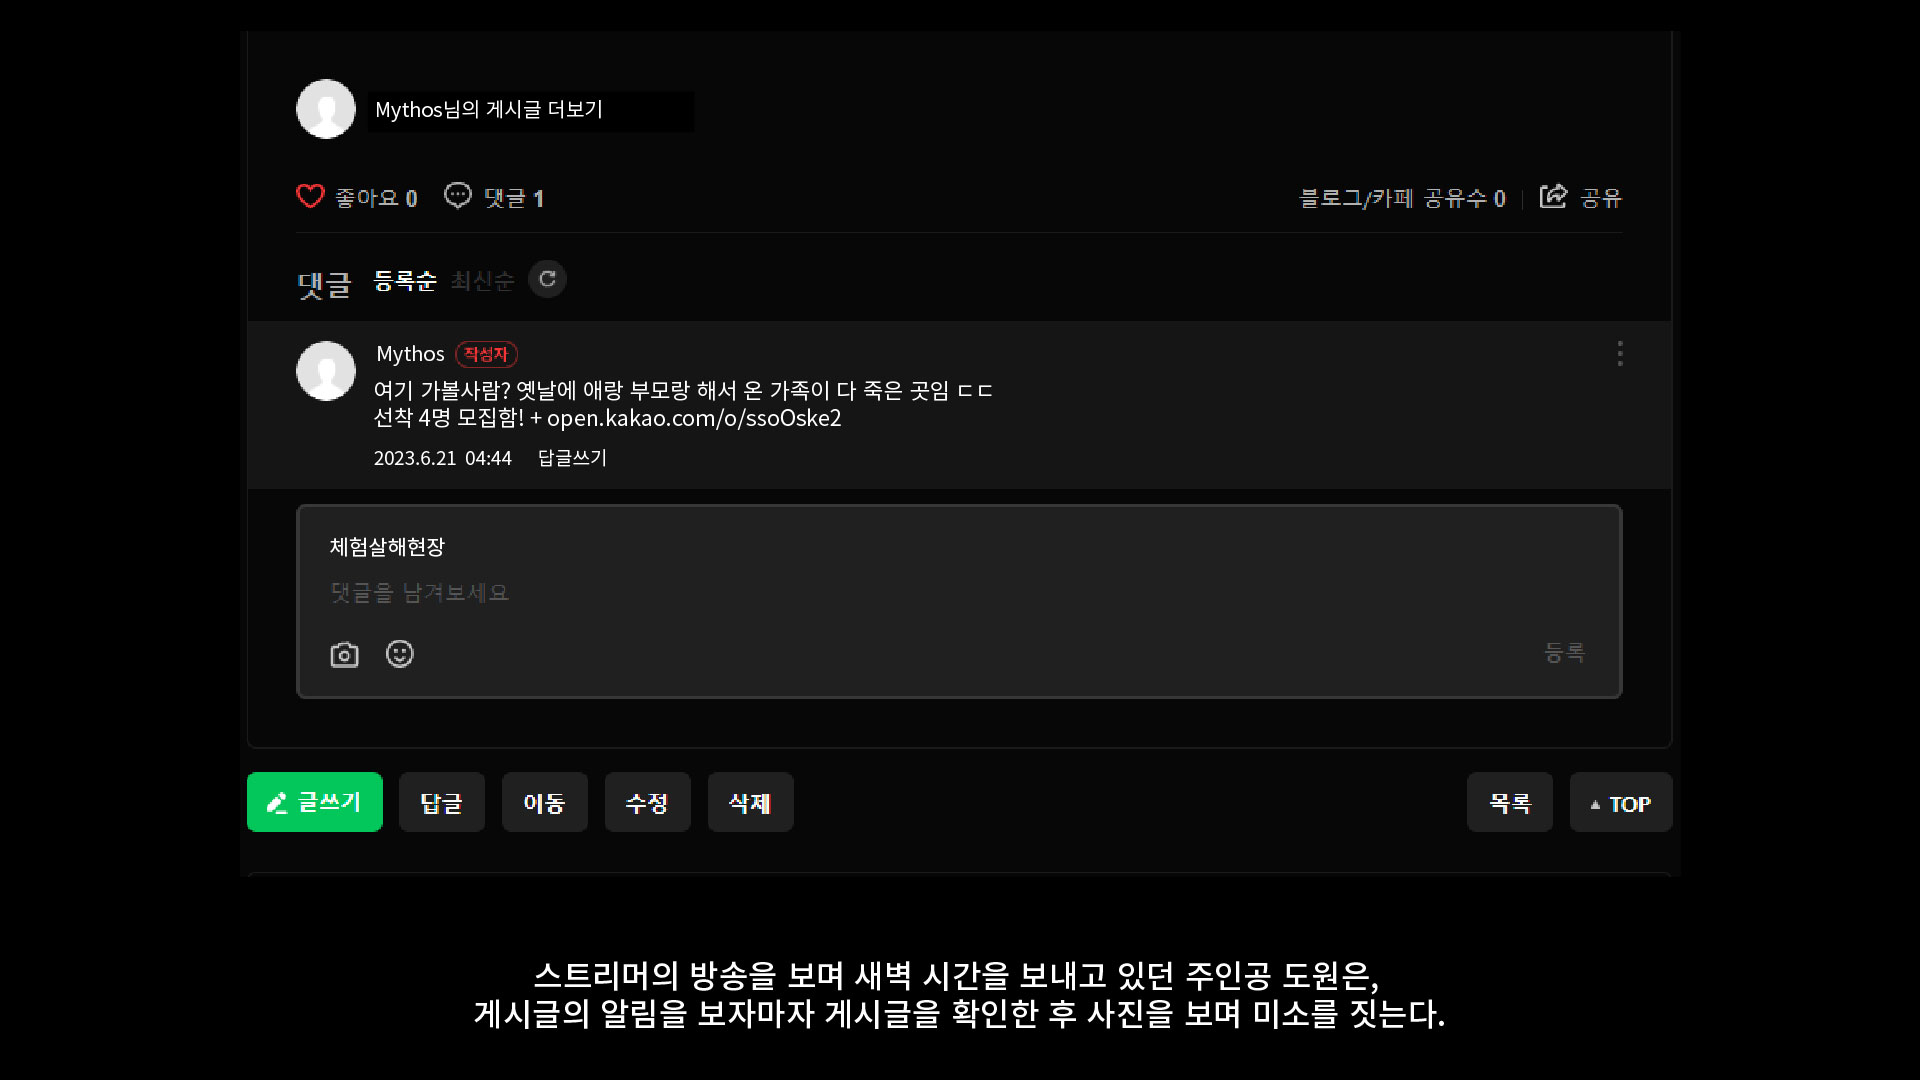 Mythos님의 게시글 더보기
좋아요 0 댓글 1 블로그/카페 공유수 0 공유
댓글 등록순 최신순
Mythos 작성자
여기 가볼사람? 옛날에 애랑 부모랑 해서 온 가족이 다 죽은 곳임 ㄷㄷ
선착 4명 모집함! + open.kakao.com/o/ssoOske2
2023.6.21 04:44 답글쓰기
체험살해현장
댓글을 남겨보세요
등록
글쓰기 답글 이동 수정 삭제 목록 TOP
스트리머의 방송을 보며 새벽 시간을 보내고 있던 주인공 도원은,
게시글의 알림을 보자마자 게시글을 확인한 후 사진을 보며 미소를 짓는다.